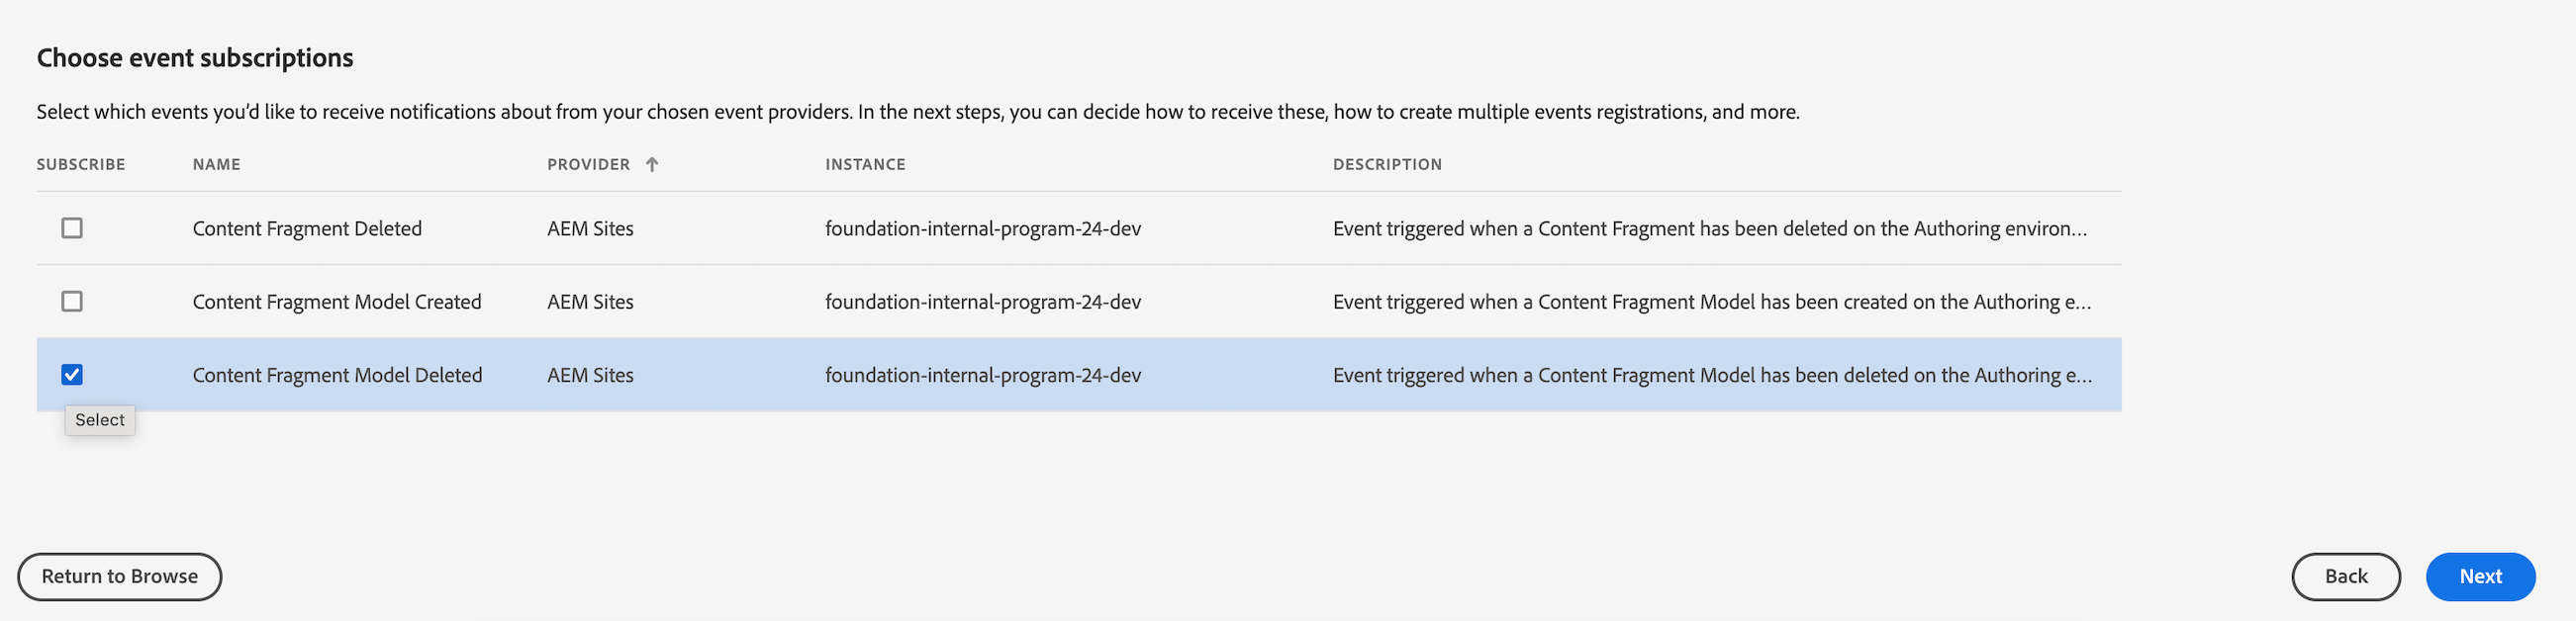 Choose event subscriptions
Select which events you’d like to receive notifications about from your chosen event providers. In the next steps, you can decide how to receive these, how to create multiple events registrations, and more.
SUBSCRIBE NAME PROVIDER INSTANCE DESCRIPTION
Content Fragment Deleted AEM Sites foundation-internal-program-24-dev Event triggered when a Content Fragment has been deleted on the Authoring environ…
Content Fragment Model Created AEM Sites foundation-internal-program-24-dev Event triggered when a Content Fragment Model has been created on the Authoring e…
Content Fragment Model Deleted AEM Sites foundation-internal-program-24-dev Event triggered when a Content Fragment Model has been deleted on the Authoring e…
Select
Return to Browse Back Next